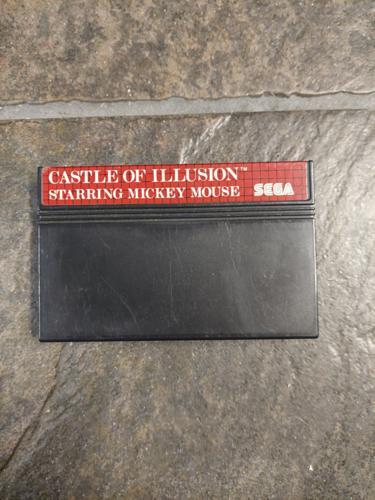 CASTLE OF ILLUSION™
STARRING MICKEY MOUSE SEGA